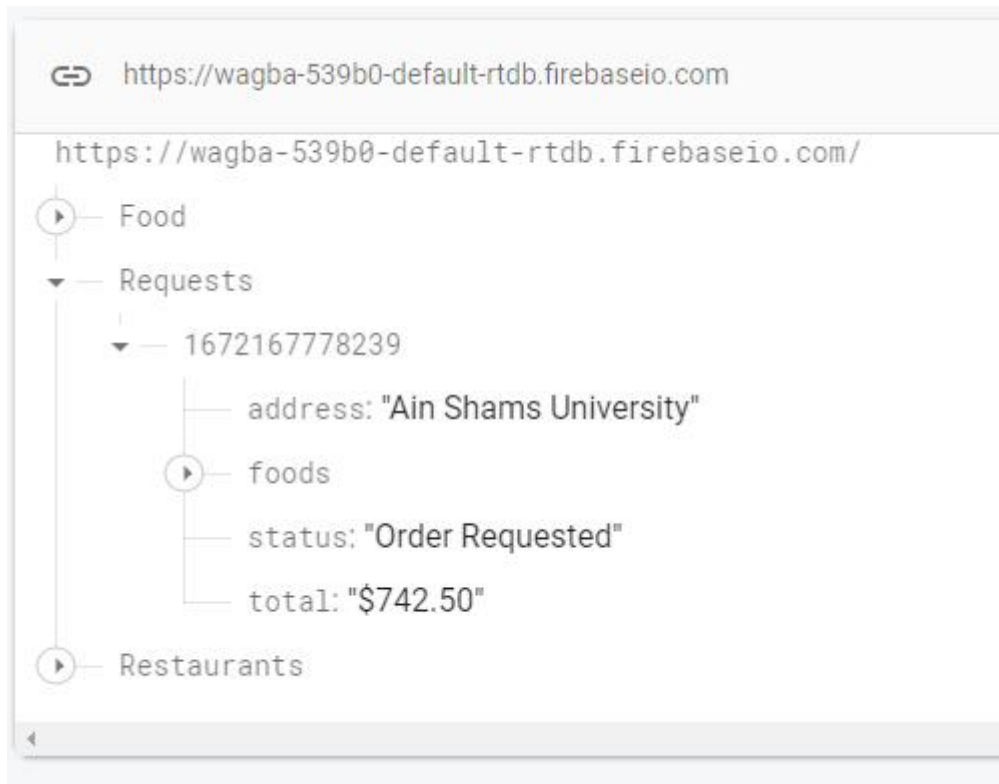 https://wagba-539b0-default-rtdb.firebaseio.com
https://wagba-539b0-default-rtdb.firebaseio.com/
Food
Requests
1672167778239
address: "Ain Shams University"
foods
status: "Order Requested"
total: "$742.50"
Restaurants